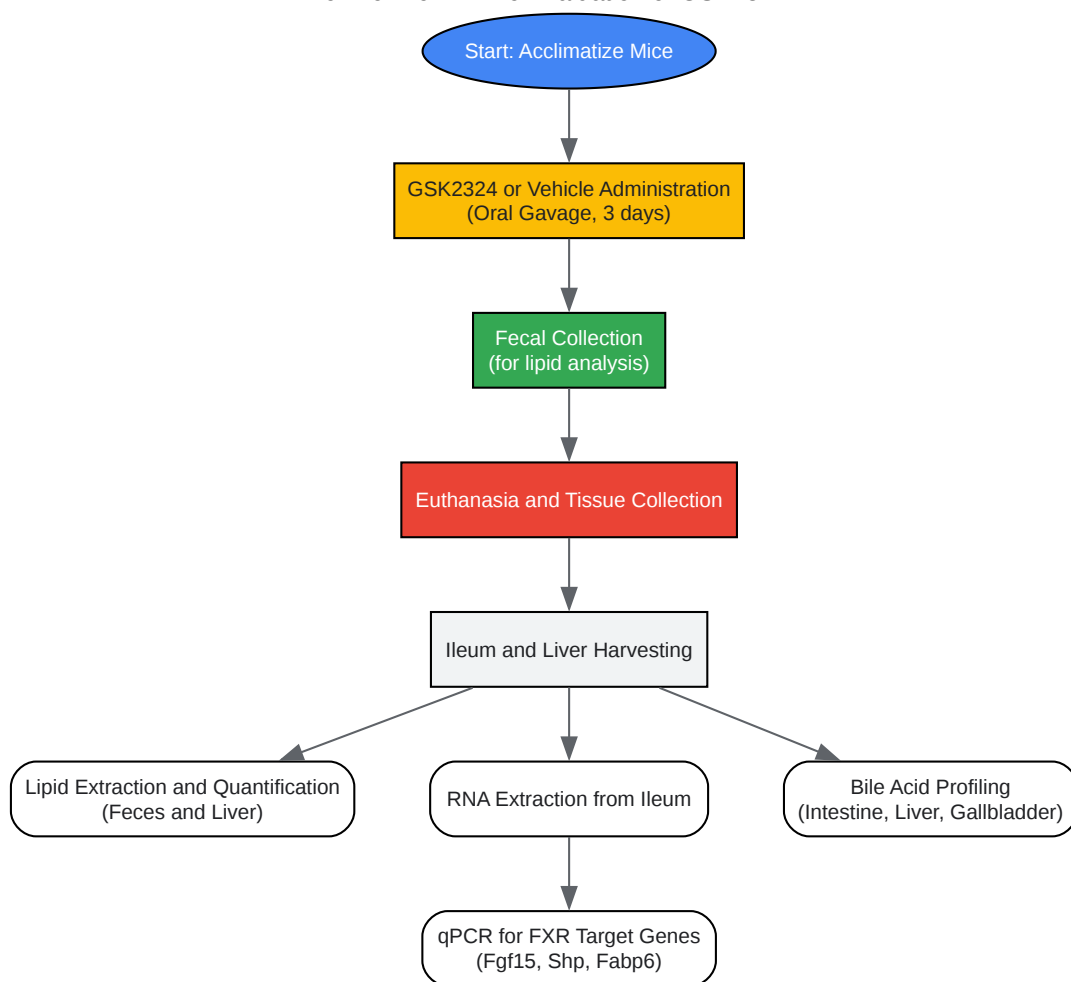 Start: Acclimatize Mice
GSK2324 or Vehicle Administration
(Oral Gavage, 3 days)
Fecal Collection
(for lipid analysis)
Euthanasia and Tissue Collection
Ileum and Liver Harvesting
Lipid Extraction and Quantification
(Feces and Liver)
RNA Extraction from Ileum
Bile Acid Profiling
(Intestine, Liver, Gallbladder)
qPCR for FXR Target Genes
(Fgf15, Shp, Fabp6)